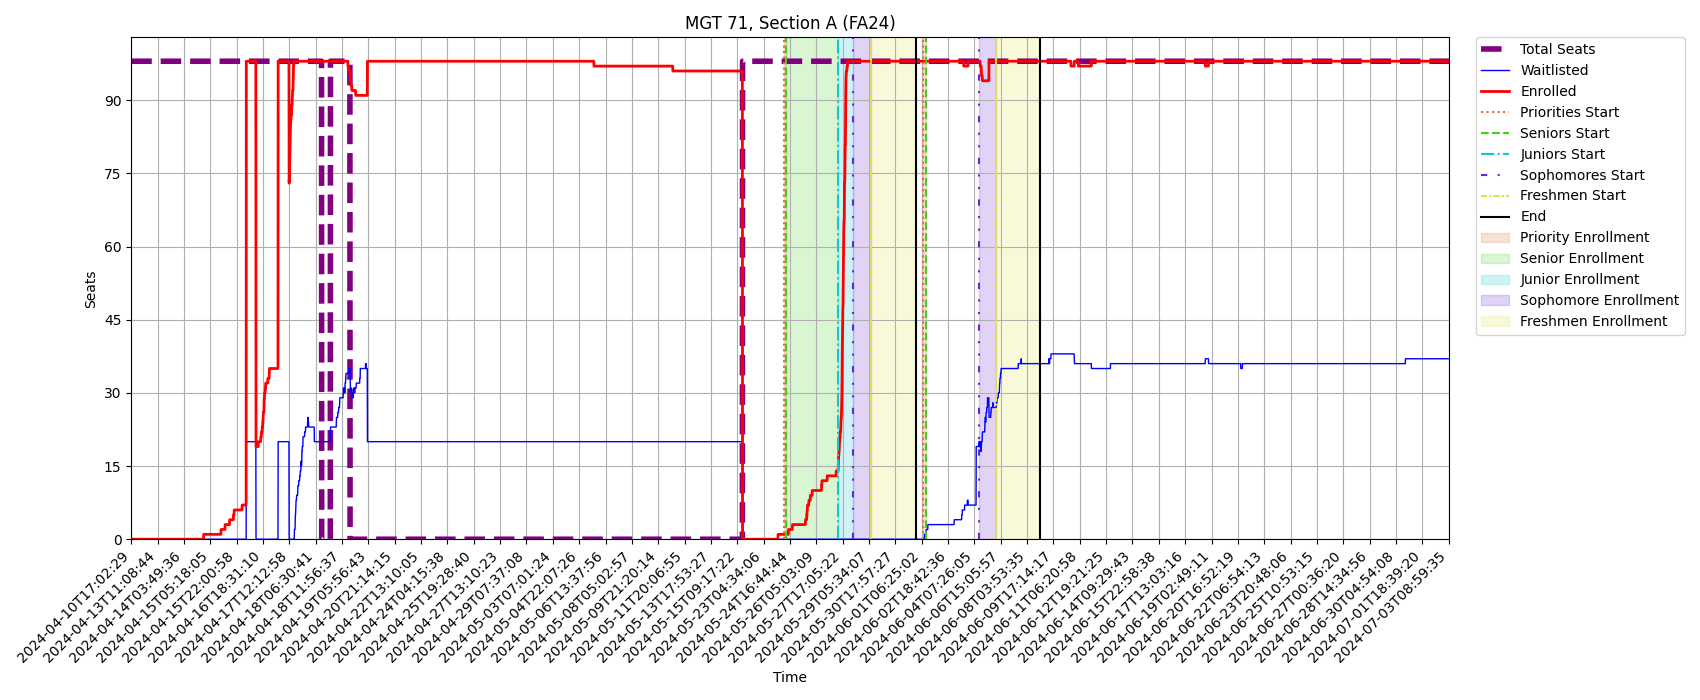 MGT 71, Section A (FA24)
Total Seats
Waitlisted
Enrolled
Priorities Start
Seniors Start
Juniors Start
Sophomores Start
Freshmen Start
End
Priority Enrollment
Senior Enrollment
Junior Enrollment
Sophomore Enrollment
Freshmen Enrollment
Seats
90
75
60
45
30
15
0
2024-04-10T17:02:29
2024-04-13T11:08:44
2024-04-14T03:49:36
2024-04-15T05:18:05
2024-04-15T22:00:58
2024-04-16T18:31:10
2024-04-17T12:12:58
2024-04-18T06:30:41
2024-04-18T11:56:37
2024-04-19T05:56:43
2024-04-20T21:14:15
2024-04-22T13:10:05
2024-04-24T04:15:38
2024-04-25T19:28:40
2024-04-27T13:10:23
2024-04-29T07:37:08
2024-05-03T07:01:24
2024-05-04T22:07:26
2024-05-06T13:37:56
2024-05-08T05:02:57
2024-05-09T21:20:14
2024-05-11T20:06:55
2024-05-13T17:53:27
2024-05-15T09:17:22
2024-05-23T04:34:06
2024-05-24T16:44:44
2024-05-26T05:03:09
2024-05-27T17:05:22
2024-05-29T05:34:07
2024-05-30T17:57:27
2024-06-01T06:25:02
2024-06-02T18:42:36
2024-06-04T07:26:05
2024-06-06T15:05:57
2024-06-08T03:53:35
2024-06-09T17:14:17
2024-06-11T06:20:58
2024-06-12T19:21:25
2024-06-14T09:29:43
2024-06-15T22:58:38
2024-06-17T13:03:16
2024-06-19T02:49:11
2024-06-20T16:52:19
2024-06-22T06:54:13
2024-06-23T20:48:06
2024-06-25T10:53:15
2024-06-27T00:36:20
2024-06-28T14:34:56
2024-06-30T04:54:08
2024-07-01T18:39:20
2024-07-03T08:59:35
Time